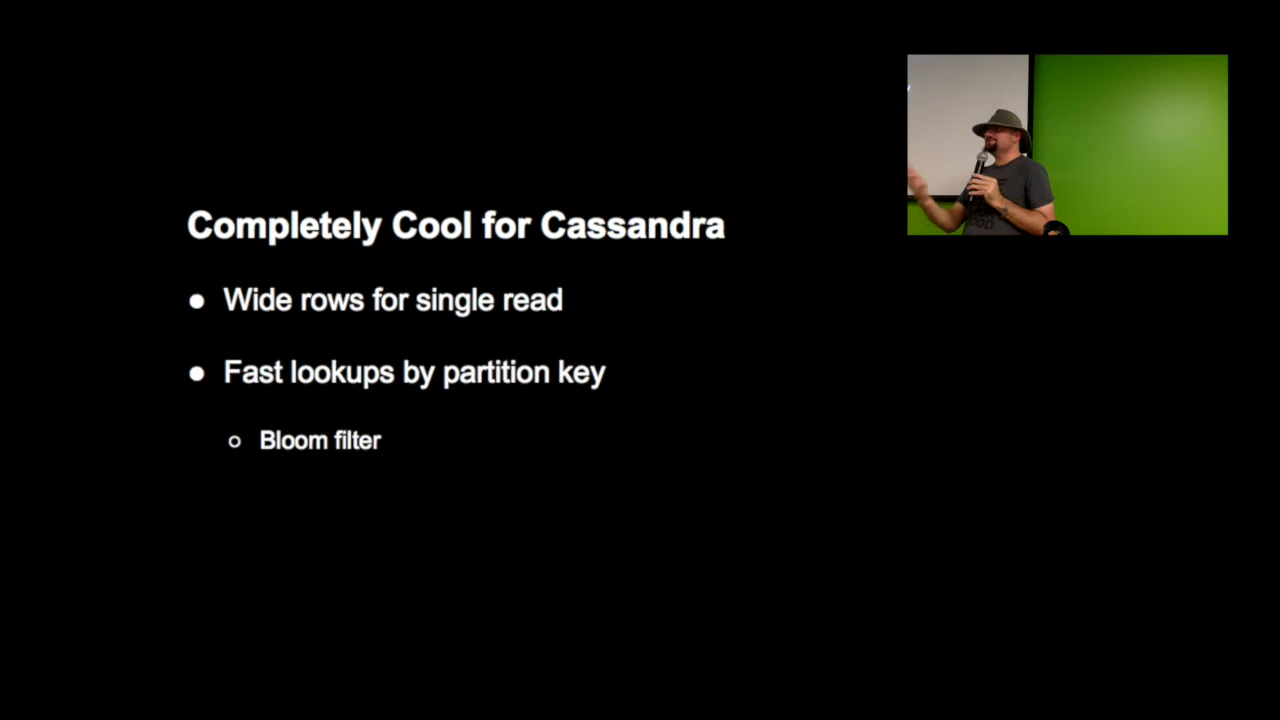 Completely Cool for Cassandra
● Wide rows for single read
● Fast lookups by partition key
○ Bloom filter